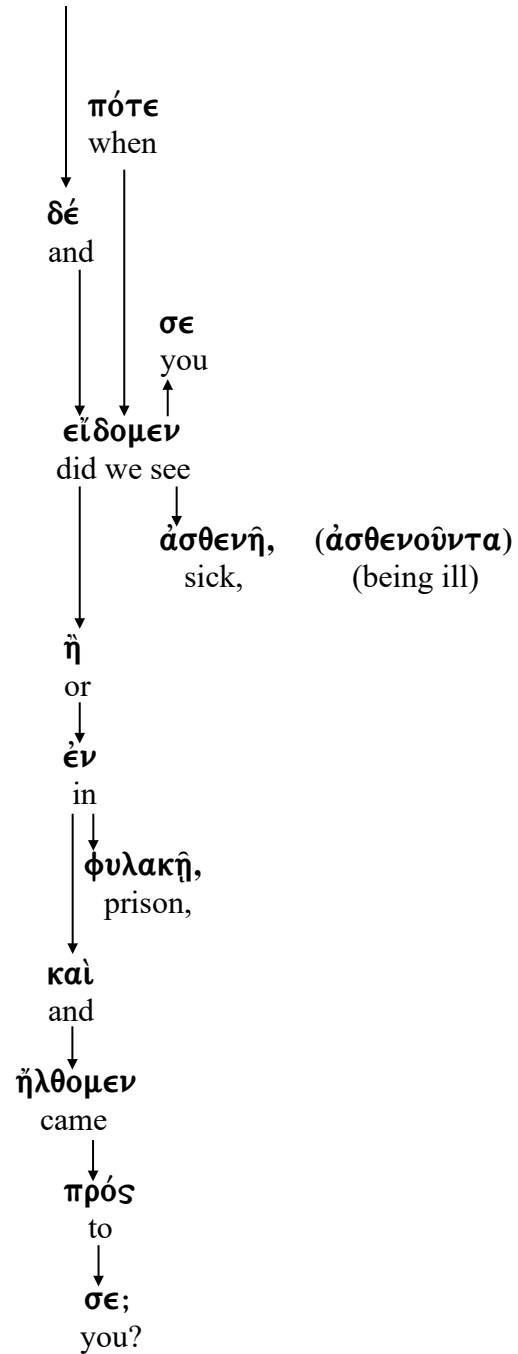 πότε
when
δέ
and
σε
you
εἴδομεν
did we see
ἀσθενῆ, (ἀσθενοῦντα)
sick, (being ill)
ἢ
or
ἐν
in
φυλακῇ,
prison,
καὶ
and
ἤλθομεν
came
πρός
to
σε;
you?